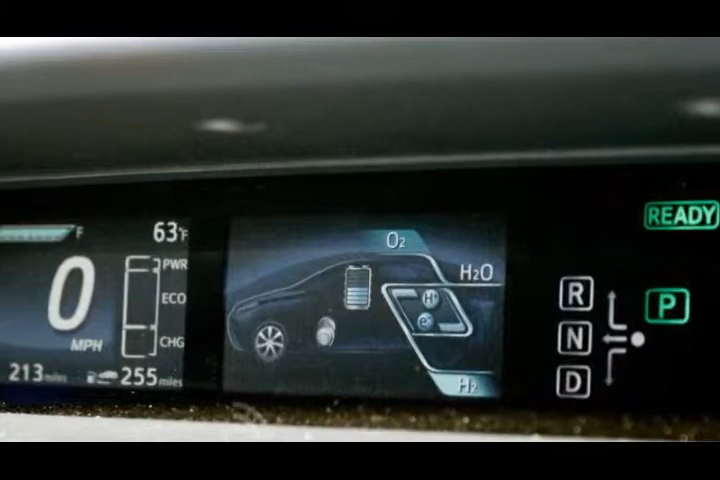 F
63°F
0
MPH
PWR
ECO
CHG
213 miles
255 miles
O2
H2O
H+
e-
H2
READY
R
N
D
P